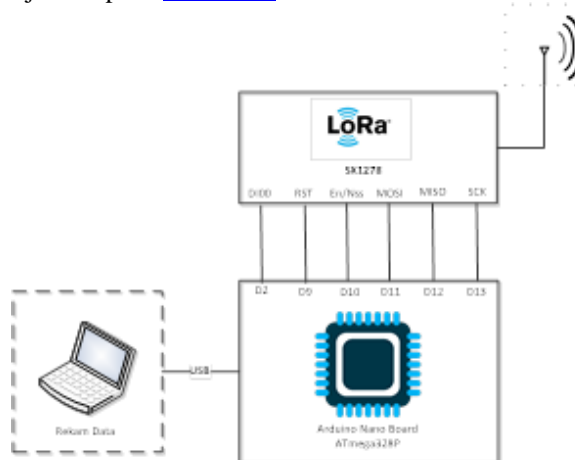 LoRa
SX1278
DIO0 RST En/Nss MOSI MISO SCK
D2 D9 D10 D11 D12 D13
USB
Rekam Data
Arduino Nano Board
ATmega328P